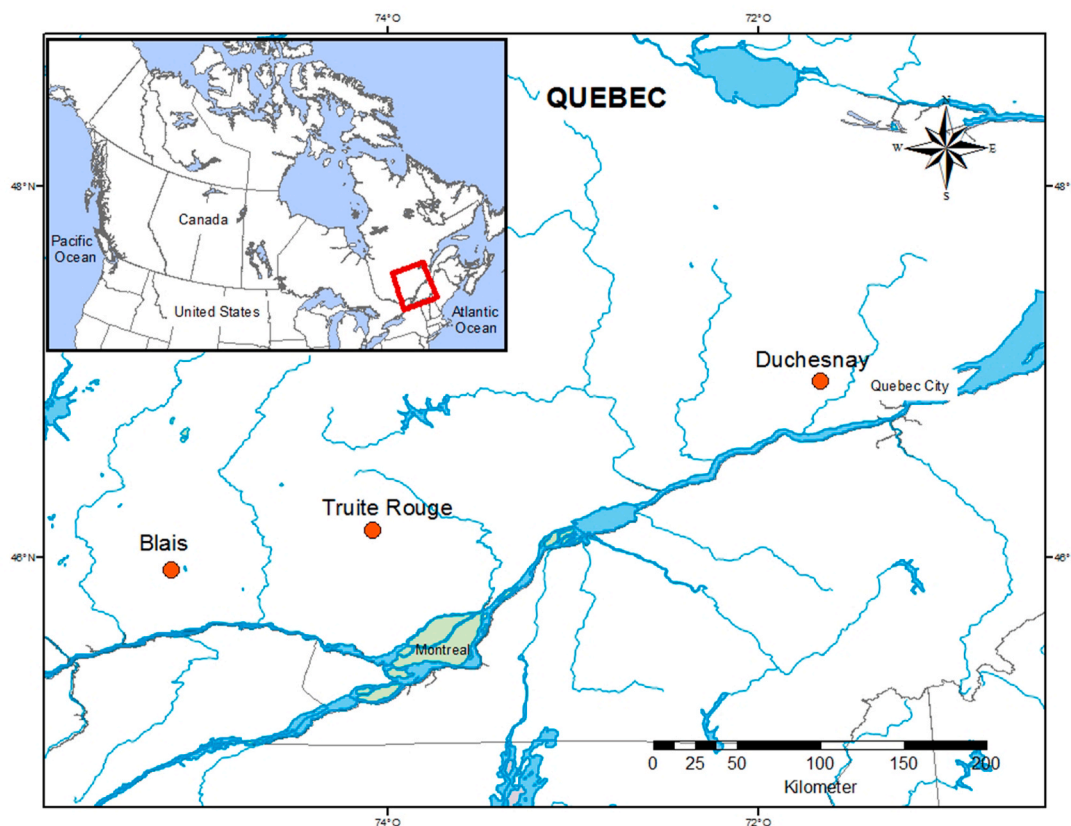 74°O
72°O
QUEBEC
N
W
E
S
48°N
48°N
Canada
Pacific
Ocean
United States
Atlantic
Ocean
Duchesnay
Quebec City
Truite Rouge
Blais
46°N
46°N
Montreal
0 25 50 100 150 200
Kilometer
74°O
72°O